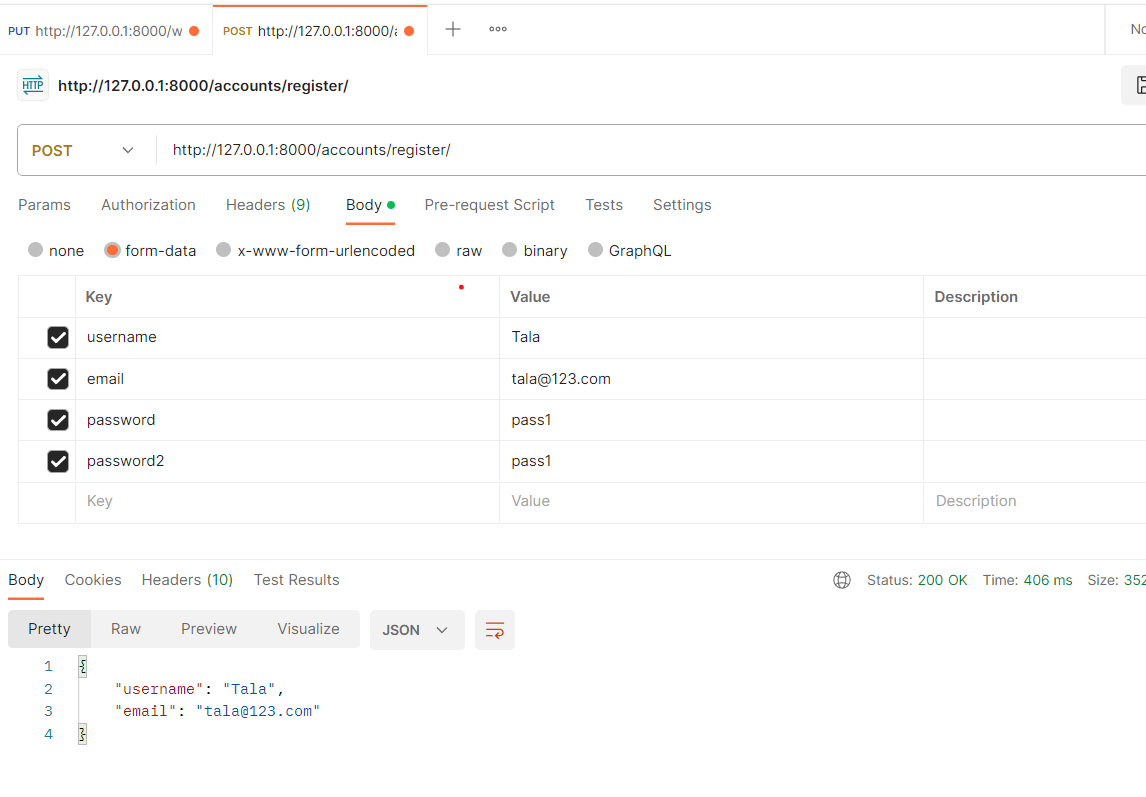 PUT http://127.0.0.1:8000/w POST http://127.0.0.1:8000/a No
HTTP http://127.0.0.1:8000/accounts/register/
POST http://127.0.0.1:8000/accounts/register/
Params Authorization Headers (9) Body Pre-request Script Tests Settings
none form-data x-www-form-urlencoded raw binary GraphQL
Key Value Description
username Tala
email tala@123.com
password pass1
password2 pass1
Key Value Description
Body Cookies Headers (10) Test Results Status: 200 OK Time: 406 ms Size: 352
Pretty Raw Preview Visualize JSON
1 {
2 "username": "Tala",
3 "email": "tala@123.com"
4 }